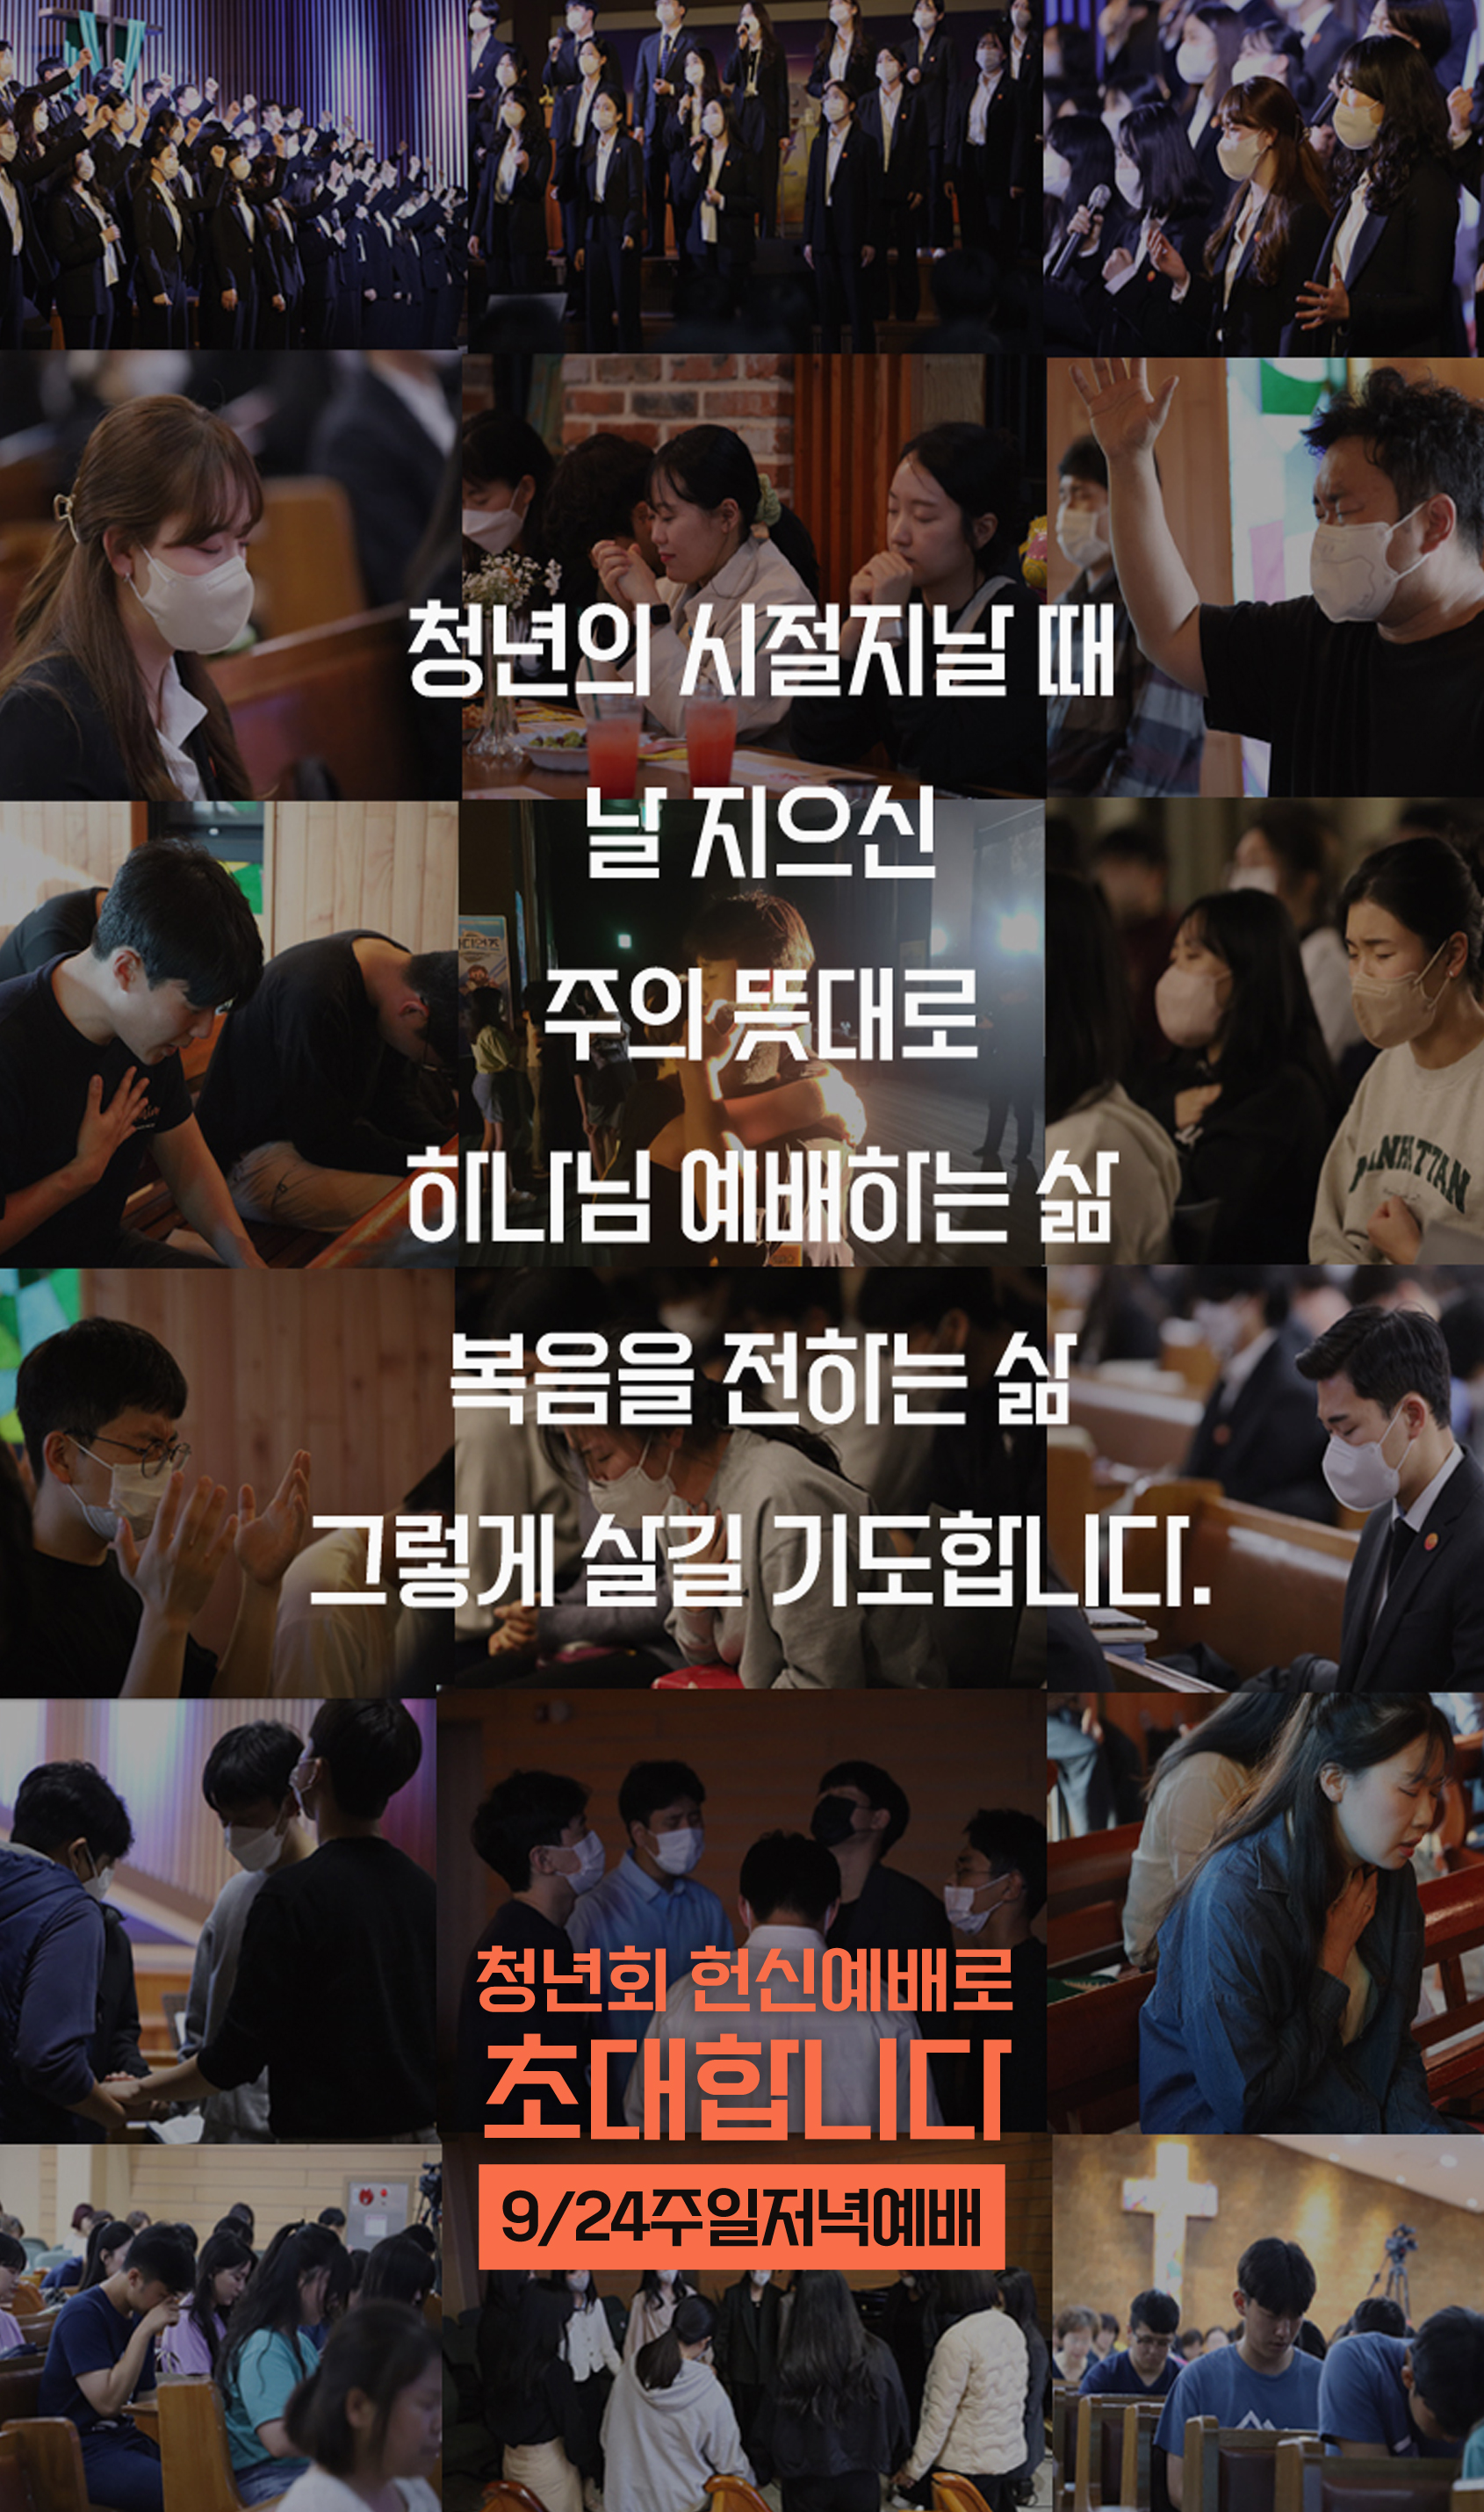 청년의 시절지날 때
날 지으신
주의 뜻대로
하나님 예배하는 삶
복음을 전하는 삶
그렇게 살길 기도합니다.
MANHATTAN
청년회 헌신예배로
초대합니다
9/24주일저녁예배